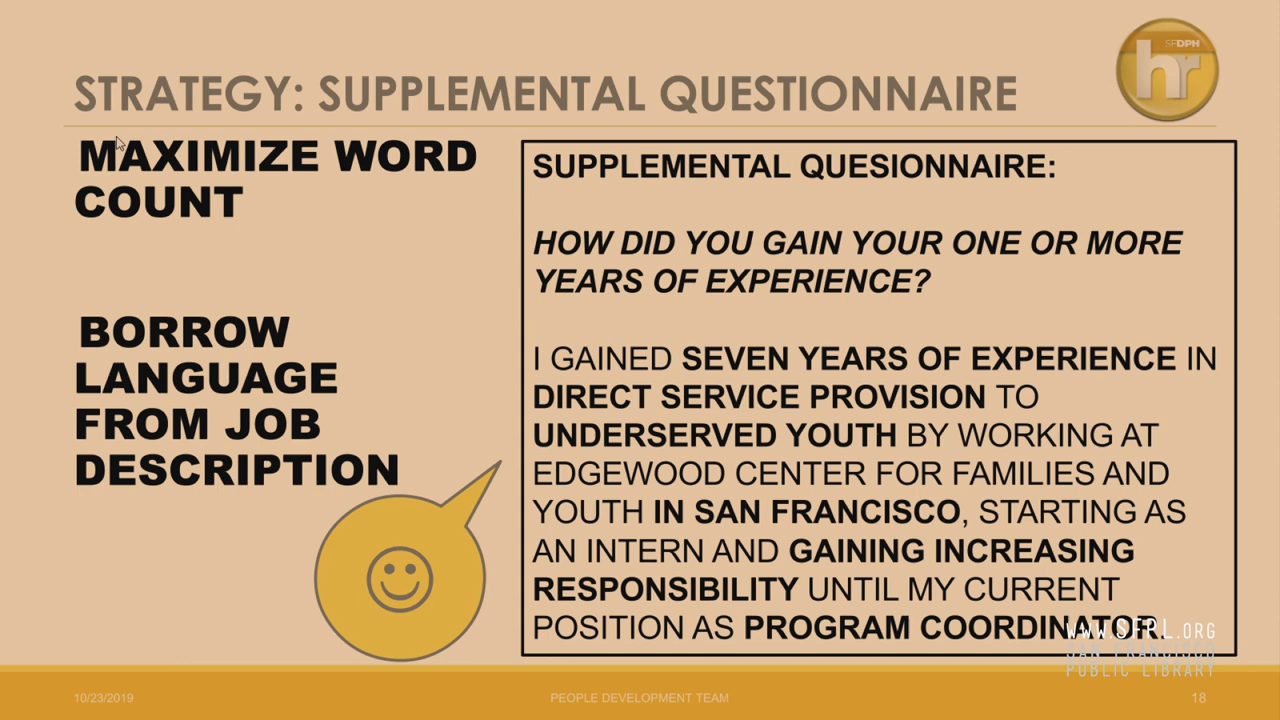 SFDPH
hr
STRATEGY: SUPPLEMENTAL QUESTIONNAIRE
MAXIMIZE WORD
COUNT
BORROW
LANGUAGE
FROM JOB
DESCRIPTION
SUPPLEMENTAL QUESIONNAIRE:
HOW DID YOU GAIN YOUR ONE OR MORE
YEARS OF EXPERIENCE?
I GAINED SEVEN YEARS OF EXPERIENCE IN
DIRECT SERVICE PROVISION TO
UNDERSERVED YOUTH BY WORKING AT
EDGEWOOD CENTER FOR FAMILIES AND
YOUTH IN SAN FRANCISCO, STARTING AS
AN INTERN AND GAINING INCREASING
RESPONSIBILITY UNTIL MY CURRENT
POSITION AS PROGRAM COORDINATOR.
WWW.SFPL.ORG
SAN FRANCISCO
PUBLIC LIBRARY
10/23/2019
PEOPLE DEVELOPMENT TEAM
18